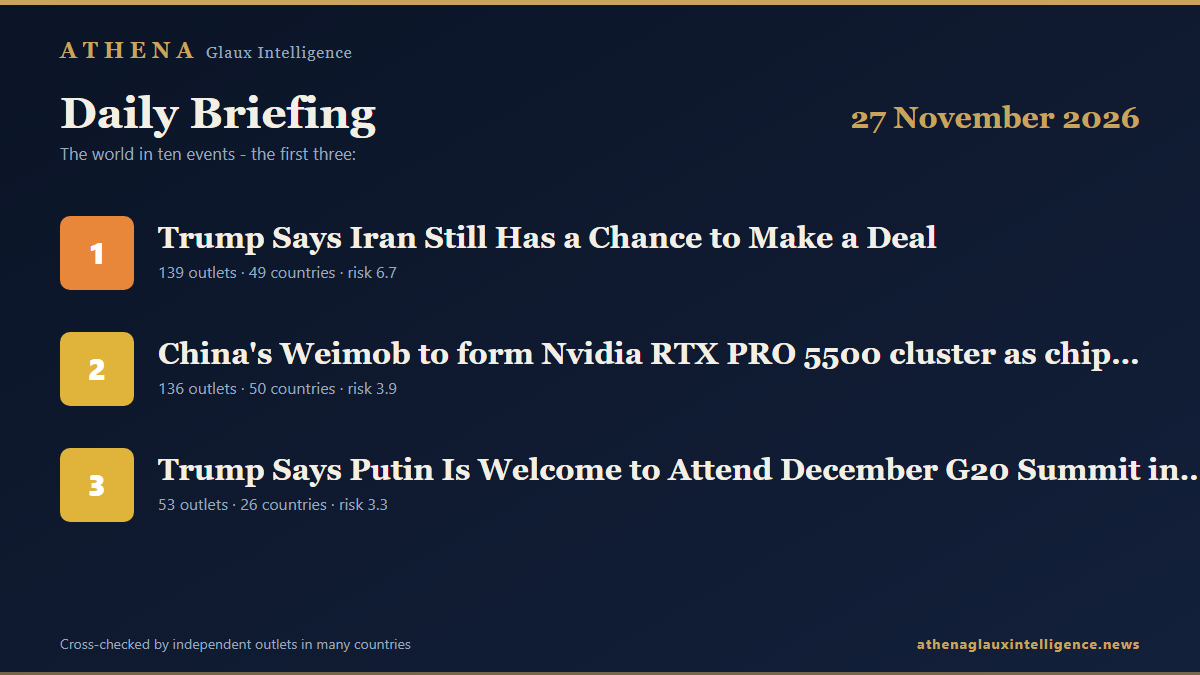 ATHENA Glaux Intelligence
Daily Briefing
27 November 2026
The world in ten events - the first three:
1
Trump Says Iran Still Has a Chance to Make a Deal
139 outlets · 49 countries · risk 6.7
2
China's Weimob to form Nvidia RTX PRO 5500 cluster as chip...
136 outlets · 50 countries · risk 3.9
3
Trump Says Putin Is Welcome to Attend December G20 Summit in...
53 outlets · 26 countries · risk 3.3
Cross-checked by independent outlets in many countries
athenaglauxintelligence.news